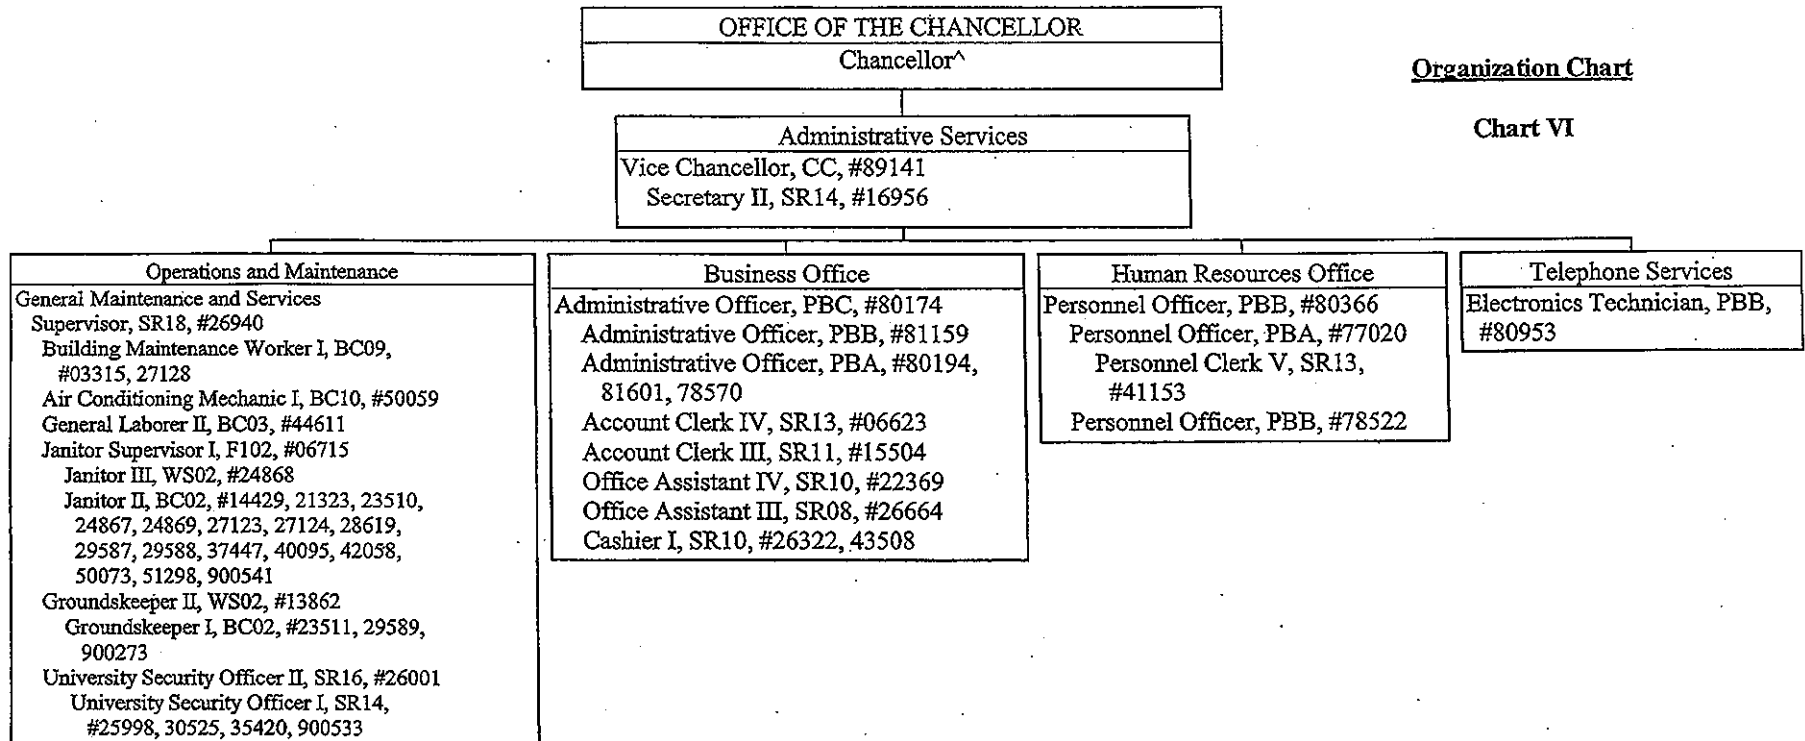 OFFICE OF THE CHANCELLOR
Chancellor^
Organization Chart
Chart VI
Administrative Services
Vice Chancellor, CC, #89141
Secretary II, SR14, #16956
Operations and Maintenance
General Maintenance and Services
Supervisor, SR18, #26940
Building Maintenance Worker I, BC09,
#03315, 27128
Air Conditioning Mechanic I, BC10, #50059
General Laborer II, BC03, #44611
Janitor Supervisor I, F102, #06715
Janitor III, WS02, #24868
Janitor II, BC02, #14429, 21323, 23510,
24867, 24869, 27123, 27124, 28619,
29587, 29588, 37447, 40095, 42058,
50073, 51298, 900541
Groundskeeper II, WS02, #13862
Groundskeeper I, BC02, #23511, 29589,
900273
University Security Officer II, SR16, #26001
University Security Officer I, SR14,
#25998, 30525, 35420, 900533
Business Office
Administrative Officer, PBC, #80174
Administrative Officer, PBB, #81159
Administrative Officer, PBA, #80194,
81601, 78570
Account Clerk IV, SR13, #06623
Account Clerk III, SR11, #15504
Office Assistant IV, SR10, #22369
Office Assistant III, SR08, #26664
Cashier I, SR10, #26322, 43508
Human Resources Office
Personnel Officer, PBB, #80366
Personnel Officer, PBA, #77020
Personnel Clerk V, SR13,
#41153
Personnel Officer, PBB, #78522
Telephone Services
Electronics Technician, PBB,
#80953